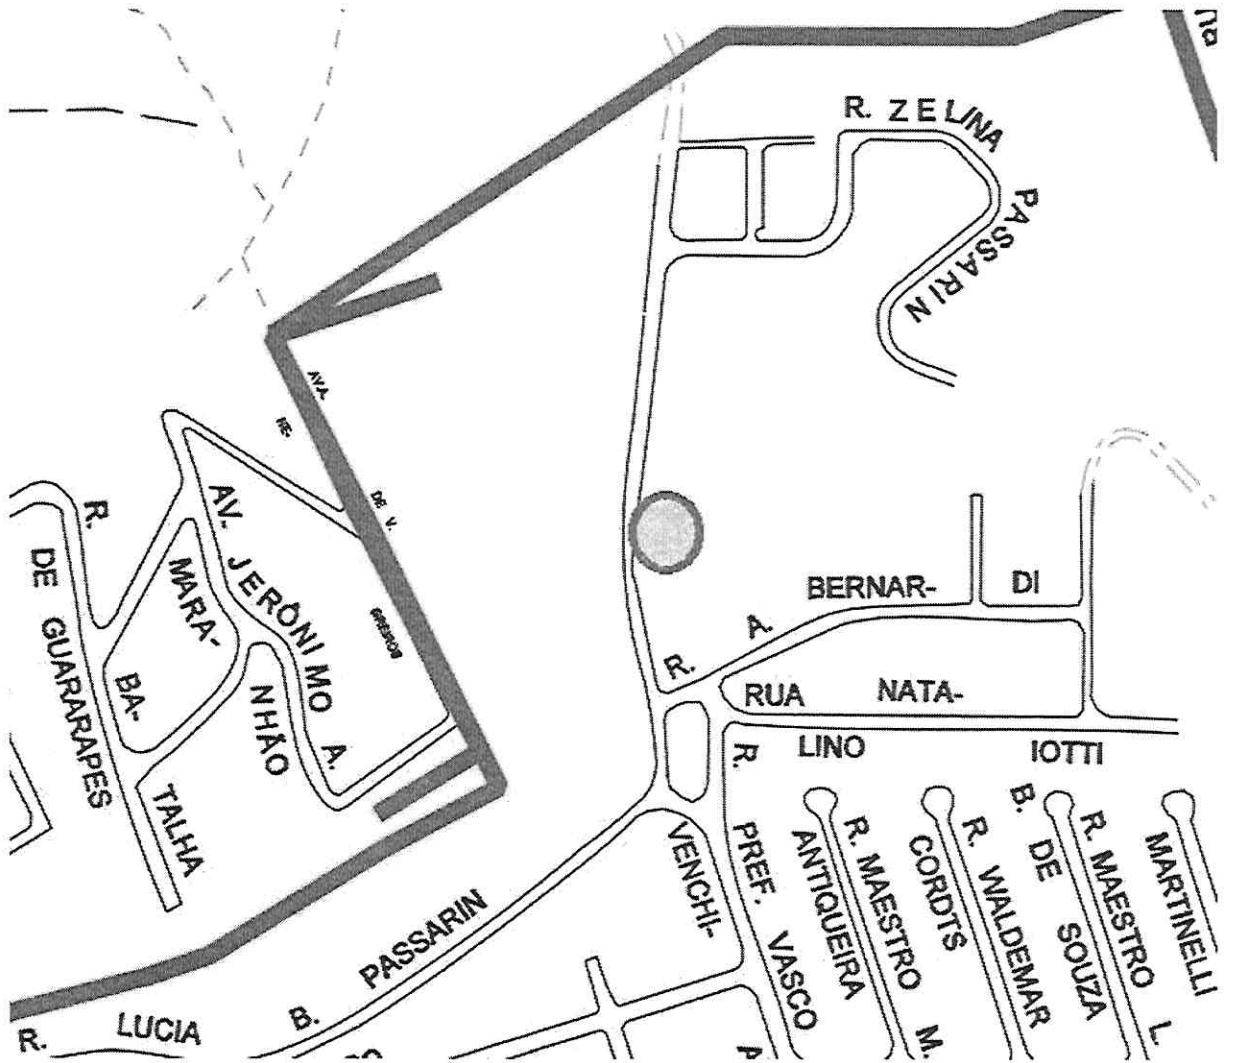 R. ZELINA
PASSARIN
AVA-
RE-
DE V.
R.
DE GUARARAPES
AV. JERÔNIMO A.
MARA-
NHÃO
BA-
TALHA
BERNAR- DI
R. A.
RUA NATA-
LINO IOTTI
R.
PREF. VASCO
VENCHI-
ANTIQUEIRA
R. MAESTRO M.
CORDTS
R. WALDEMAR
B. DE SOUZA
R. MAESTRO L.
MARTINELLI
R. LUCIA B. PASSARIN